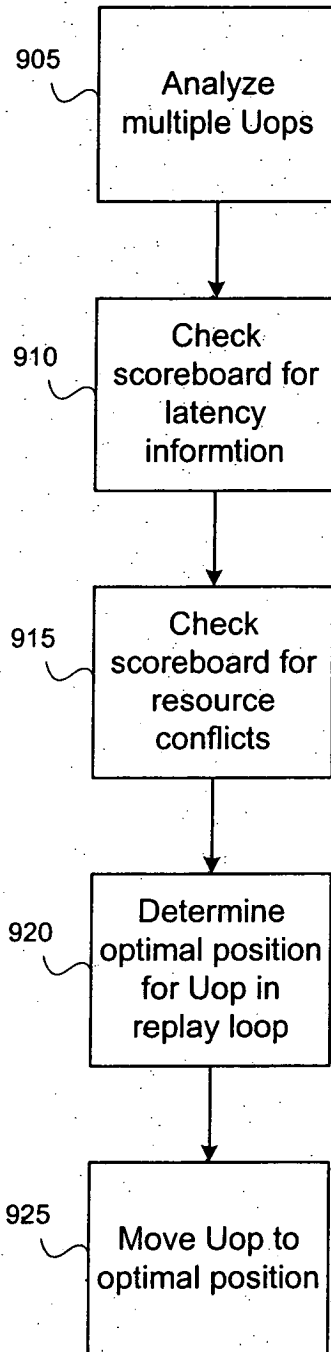 905
Analyze
multiple Uops
910
Check
scoreboard for
latency
informtion
915
Check
scoreboard for
resource
conflicts
920
Determine
optimal position
for Uop in
replay loop
925
Move Uop to
optimal position